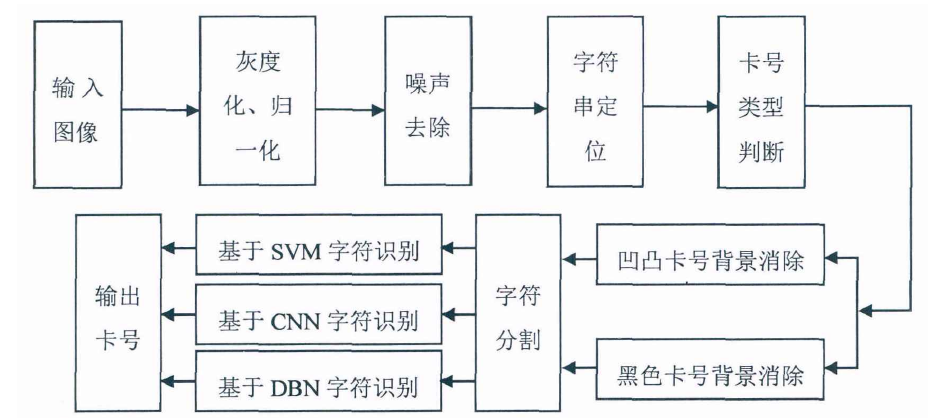 输 入
图像
灰度
化、归
一化
噪声
去除
字符
串定
位
卡号
类型
判断
凹凸卡号背景消除
黑色卡号背景消除
字符
分割
基于 SVM 字符识别
基于 CNN 字符识别
基于 DBN 字符识别
输出
卡号